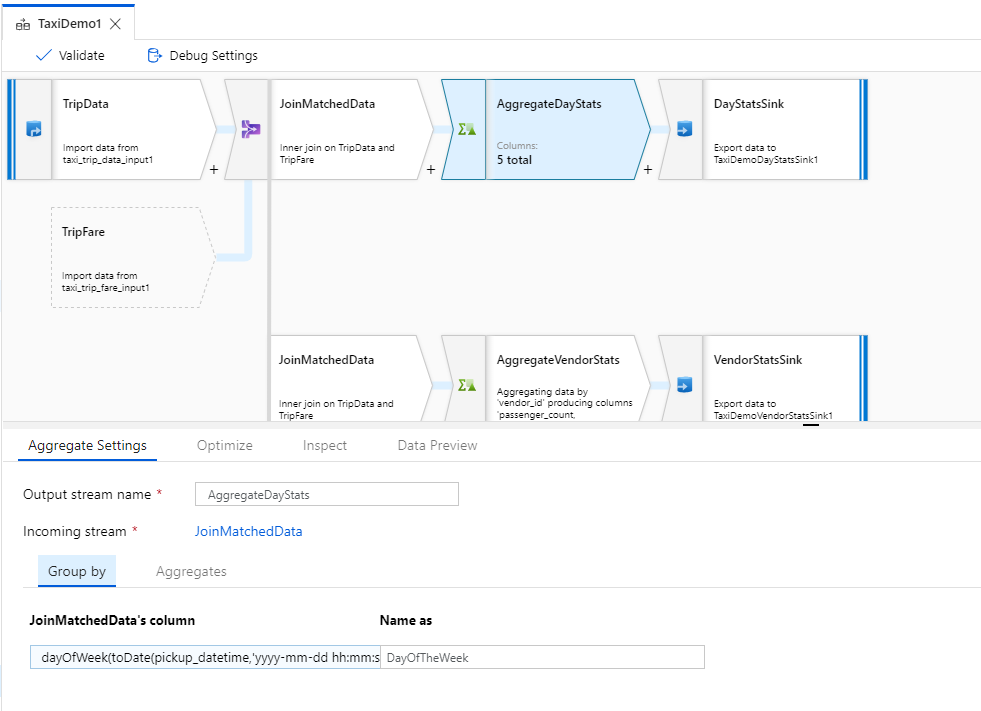 TaxiDemo1
Validate
Debug Settings
TripData
Import data from
taxi_trip_data_input1
+
JoinMatchedData
Inner join on TripData and
TripFare
+
AggregateDayStats
Columns:
5 total
+
DayStatsSink
Export data to
TaxiDemoDayStatsSink1
TripFare
Import data from
taxi_trip_fare_input1
JoinMatchedData
Inner join on TripData and
TripFare
AggregateVendorStats
Aggregating data by
'vendor_id' producing columns
'passenger_count,
VendorStatsSink
Export data to
TaxiDemoVendorStatsSink1
Aggregate Settings
Optimize
Inspect
Data Preview
Output stream name *
AggregateDayStats
Incoming stream *
JoinMatchedData
Group by
Aggregates
JoinMatchedData's column
Name as
dayOfWeek(toDate(pickup_datetime,'yyyy-mm-dd hh:mm:s
DayOfTheWeek